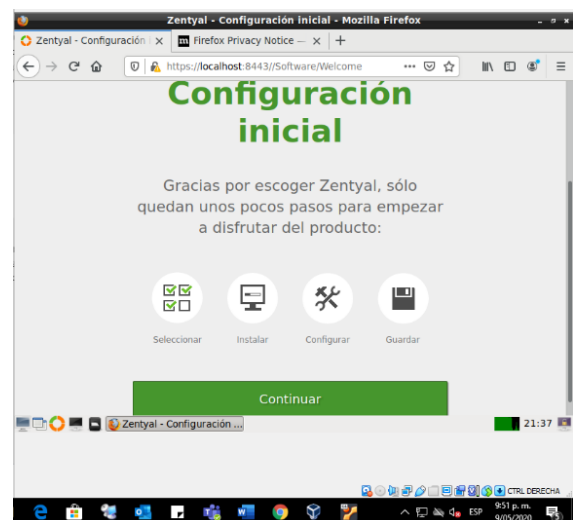 Zentyal - Configuración inicial - Mozilla Firefox
Zentyal - Configuración i
Firefox Privacy Notice —
https://localhost:8443//Software/Welcome
Configuración
inicial
Gracias por escoger Zentyal, sólo
quedan unos pocos pasos para empezar
a disfrutar del producto:
Seleccionar Instalar Configurar Guardar
Continuar
Zentyal - Configuración ...
21:37
CTRL DERECHA
ESP
9:51 p. m.
9/05/2020